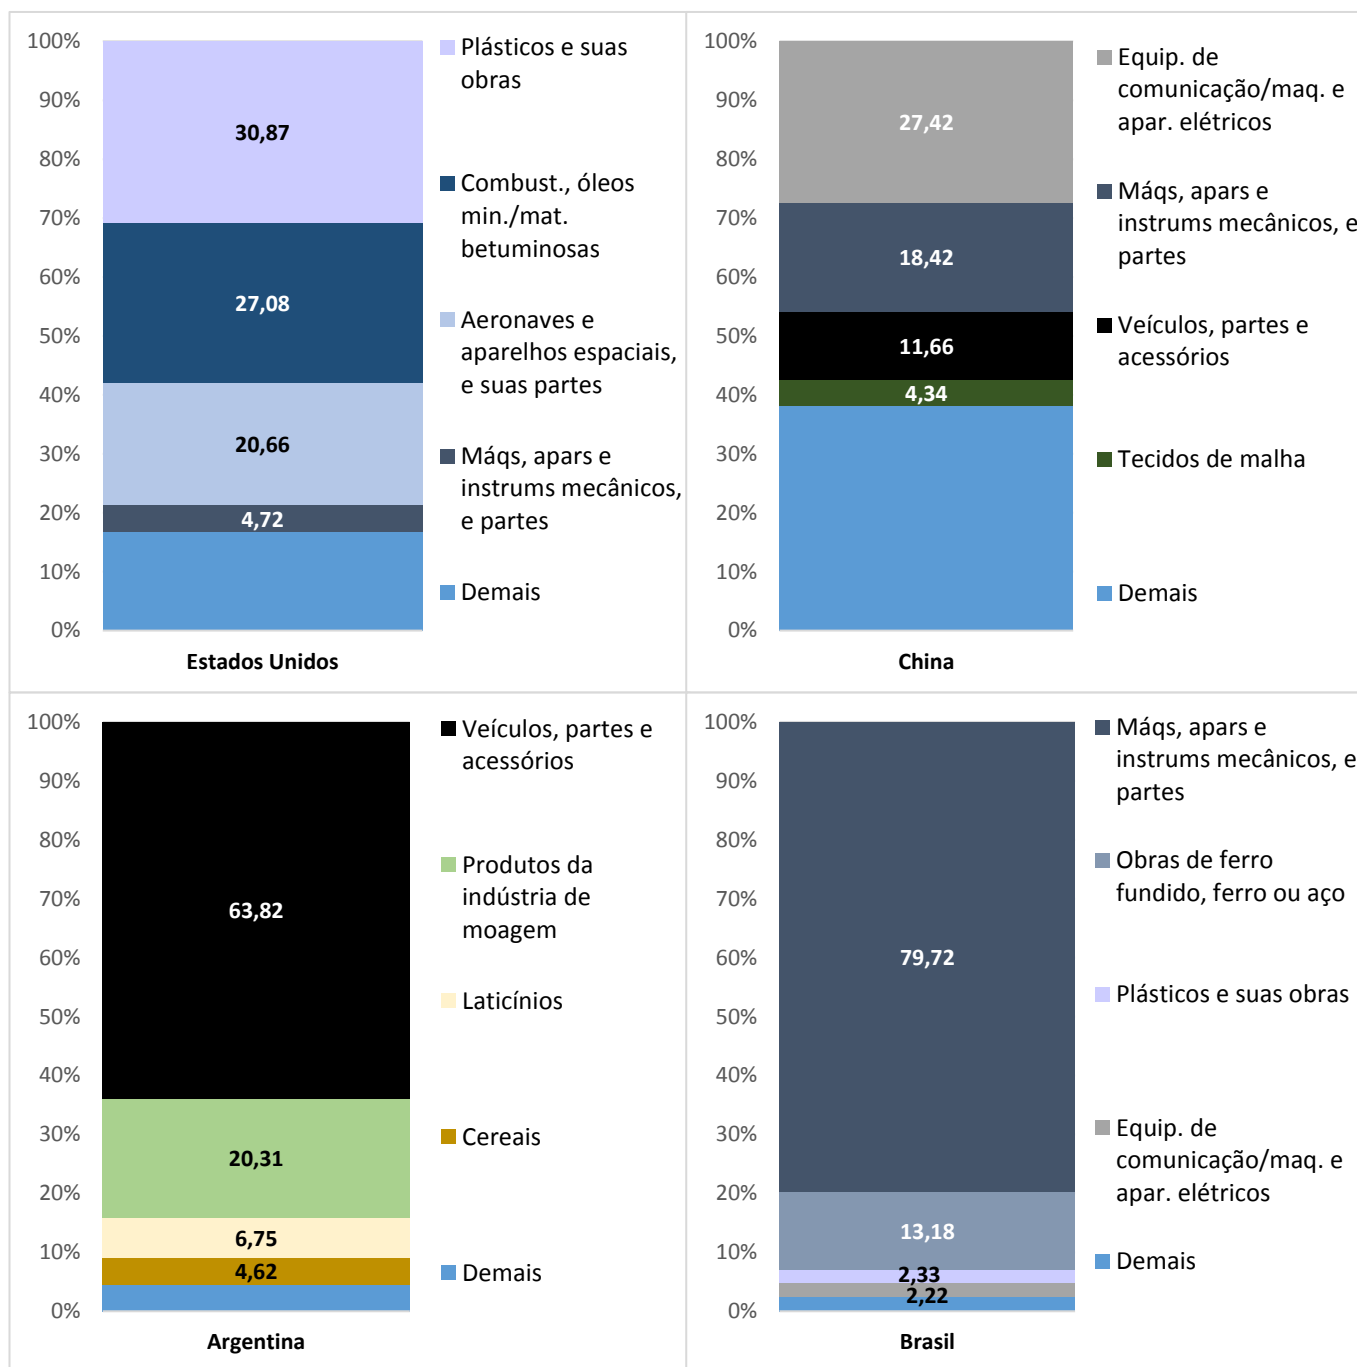 100%
90%
80%
70%
60%
50%
40%
30%
20%
10%
0%
30,87
27,08
20,66
4,72
Estados Unidos
Plásticos e suas
obras
Combust., óleos
min./mat.
betuminosas
Aeronaves e
aparelhos espaciais,
e suas partes
Máqs, apars e
instrums mecânicos,
e partes
Demais
100%
90%
80%
70%
60%
50%
40%
30%
20%
10%
0%
27,42
18,42
11,66
4,34
China
Equip. de
comunicação/maq. e
apar. elétricos
Máqs, apars e
instrums mecânicos, e
partes
Veículos, partes e
acessórios
Tecidos de malha
Demais
100%
90%
80%
70%
60%
50%
40%
30%
20%
10%
0%
63,82
20,31
6,75
4,62
Argentina
Veículos, partes e
acessórios
Produtos da
indústria de
moagem
Laticínios
Cereais
Demais
100%
90%
80%
70%
60%
50%
40%
30%
20%
10%
0%
79,72
13,18
2,33
2,22
Brasil
Máqs, apars e
instrums mecânicos, e
partes
Obras de ferro
fundido, ferro ou aço
Plásticos e suas obras
Equip. de
comunicação/maq. e
apar. elétricos
Demais